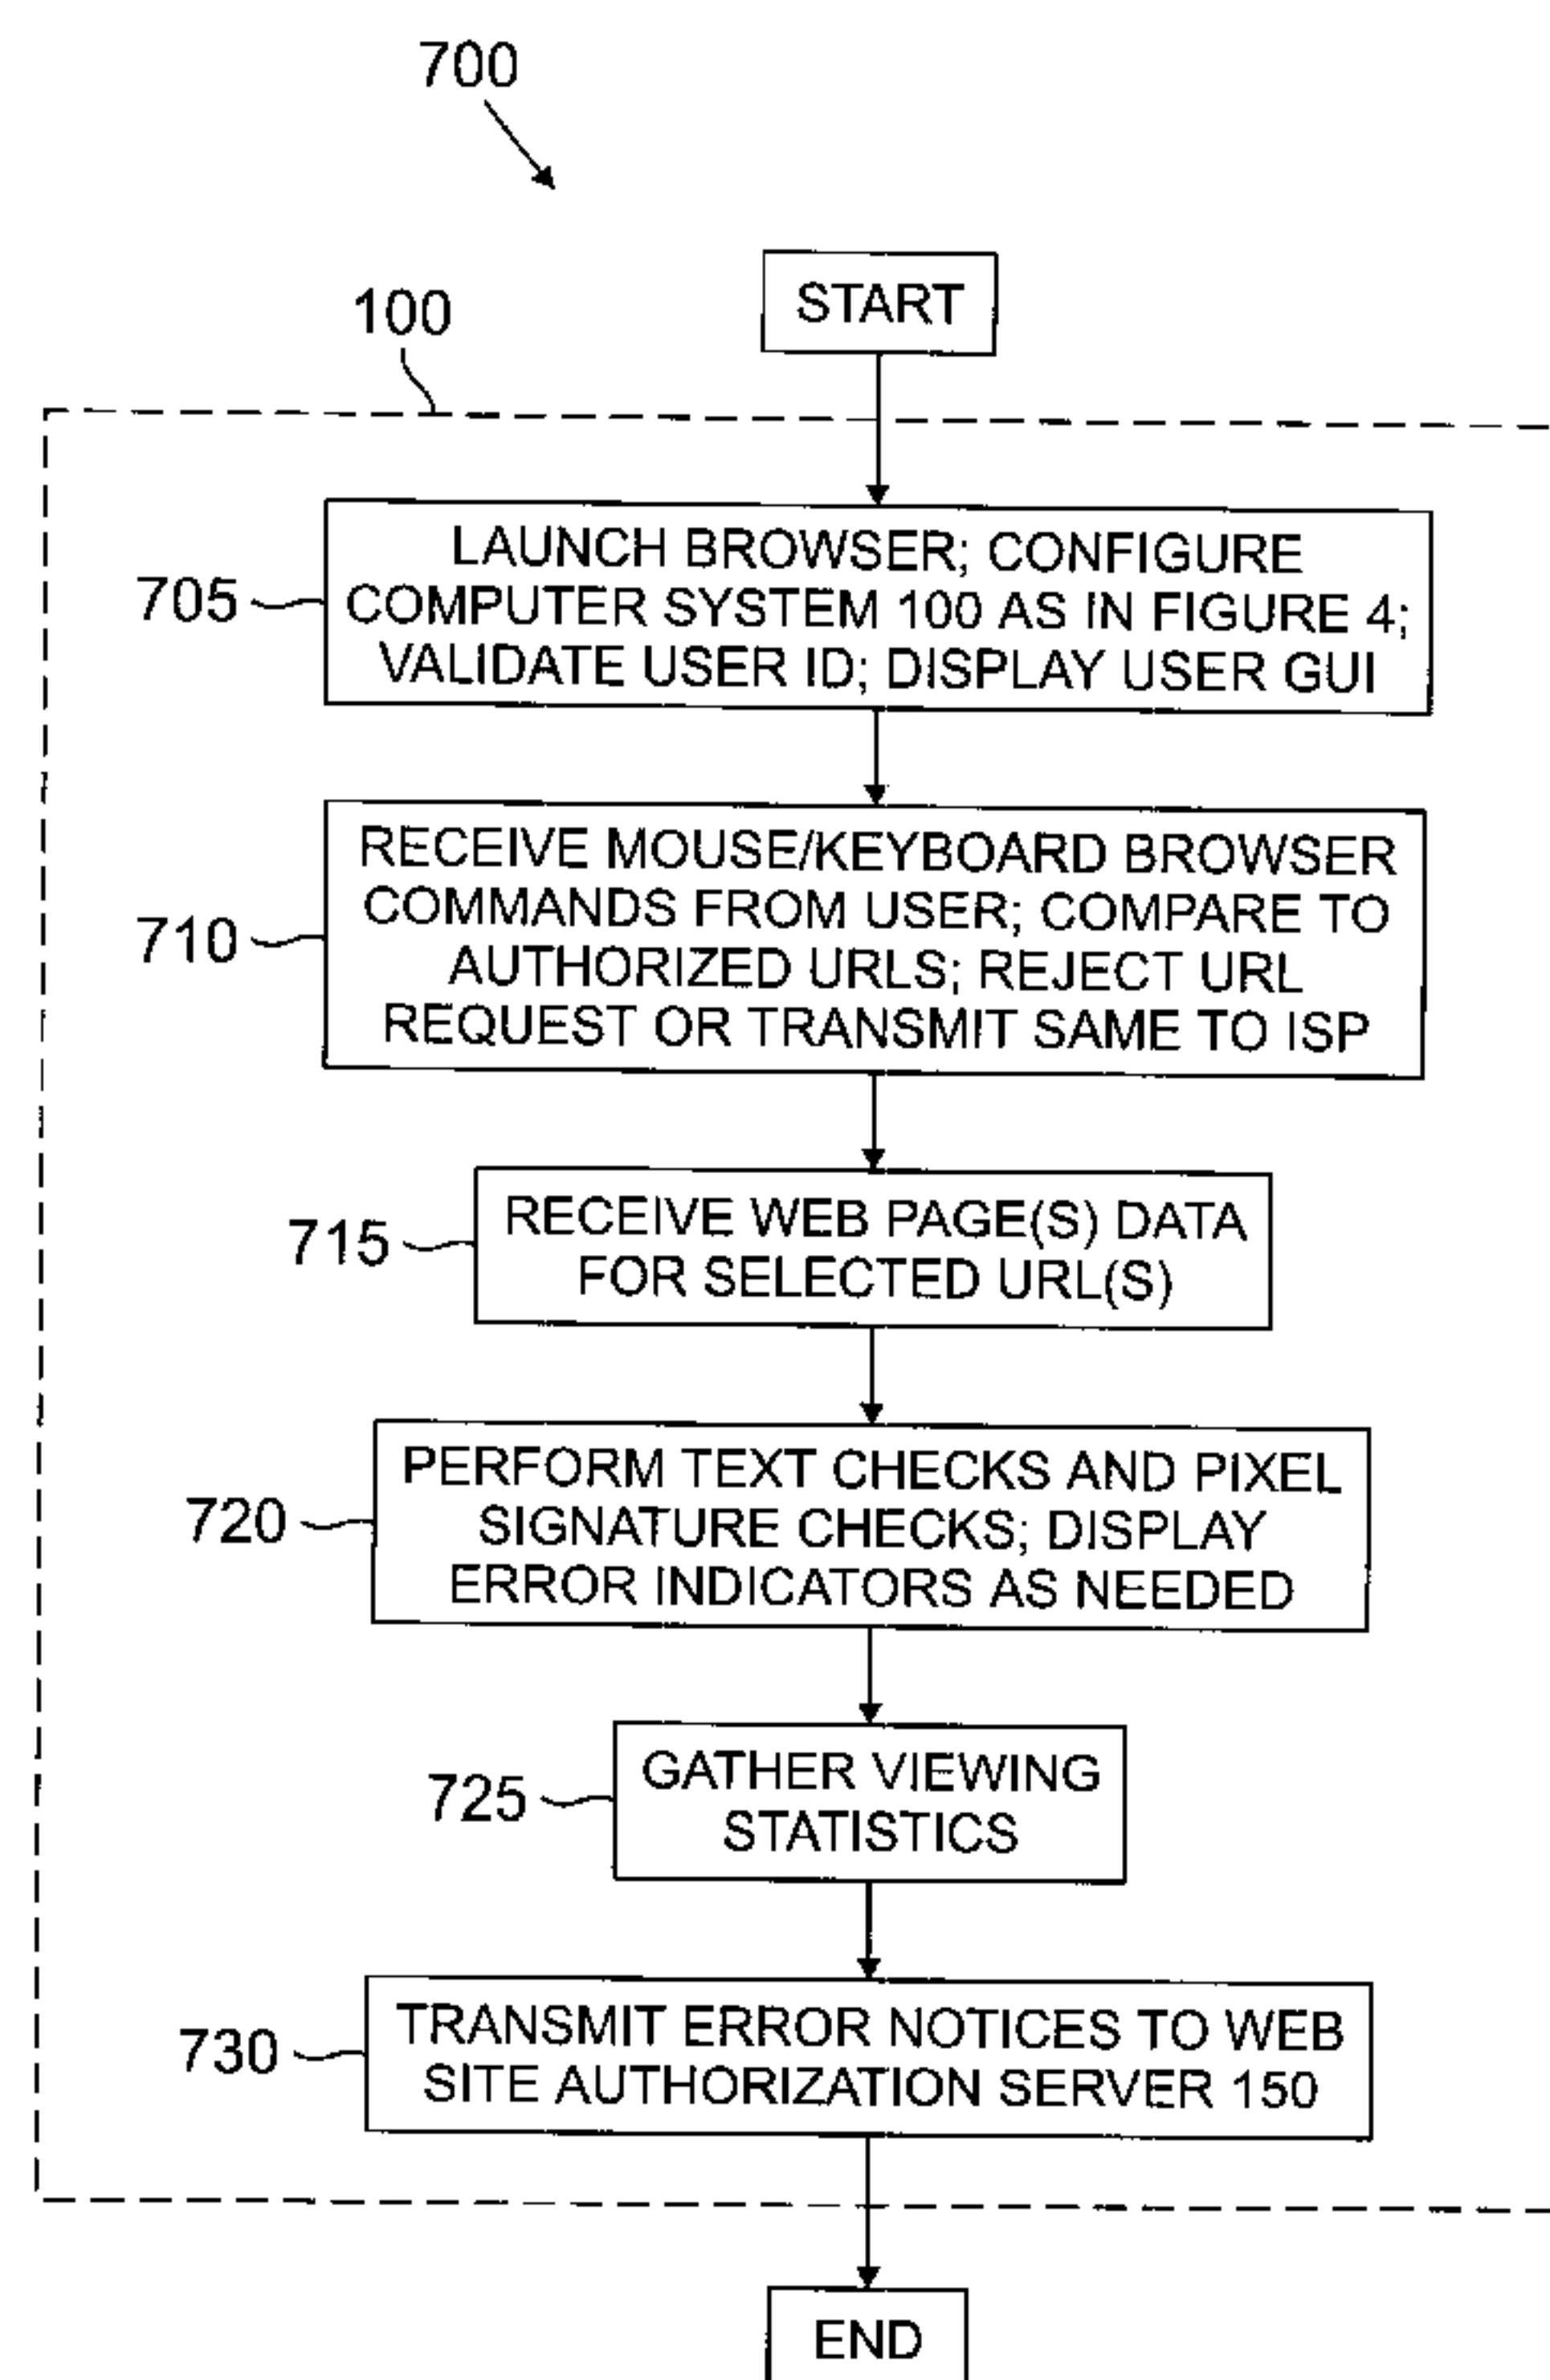 700
START
100
LAUNCH BROWSER; CONFIGURE
COMPUTER SYSTEM 100 AS IN FIGURE 4;
VALIDATE USER ID; DISPLAY USER GUI
705
RECEIVE MOUSE/KEYBOARD BROWSER
COMMANDS FROM USER; COMPARE TO
AUTHORIZED URLS; REJECT URL
REQUEST OR TRANSMIT SAME TO ISP
710
RECEIVE WEB PAGE(S) DATA
FOR SELECTED URL(S)
715
PERFORM TEXT CHECKS AND PIXEL
SIGNATURE CHECKS; DISPLAY
ERROR INDICATORS AS NEEDED
720
GATHER VIEWING
STATISTICS
725
TRANSMIT ERROR NOTICES TO WEB
SITE AUTHORIZATION SERVER 150
730
END